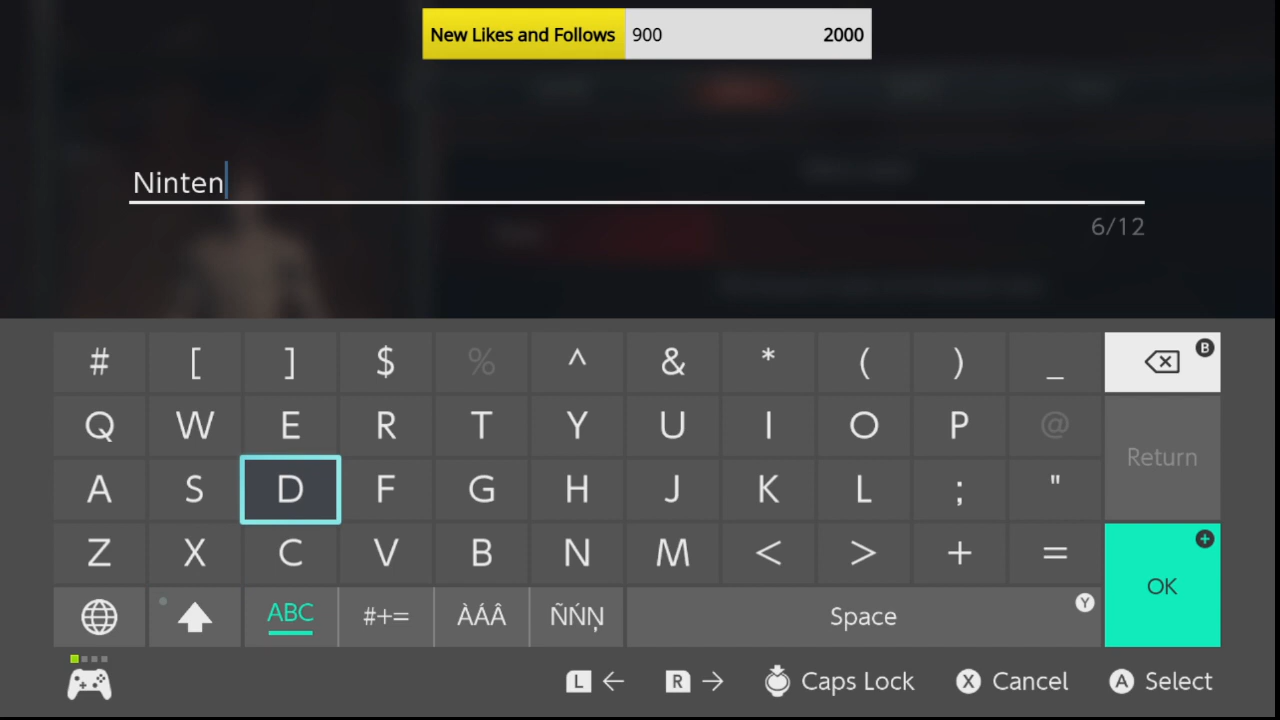 New Likes and Follows 900 2000
Ninten
6/12
# [ ] $ % ^ & * ( ) _ B
Q W E R T Y U I O P @ Return
A S D F G H J K L ; "
Z X C V B N M < > + = OK +
ABC #+= ÀÁÂ ÑŃŅ Space Y
L ← R → Caps Lock X Cancel A Select